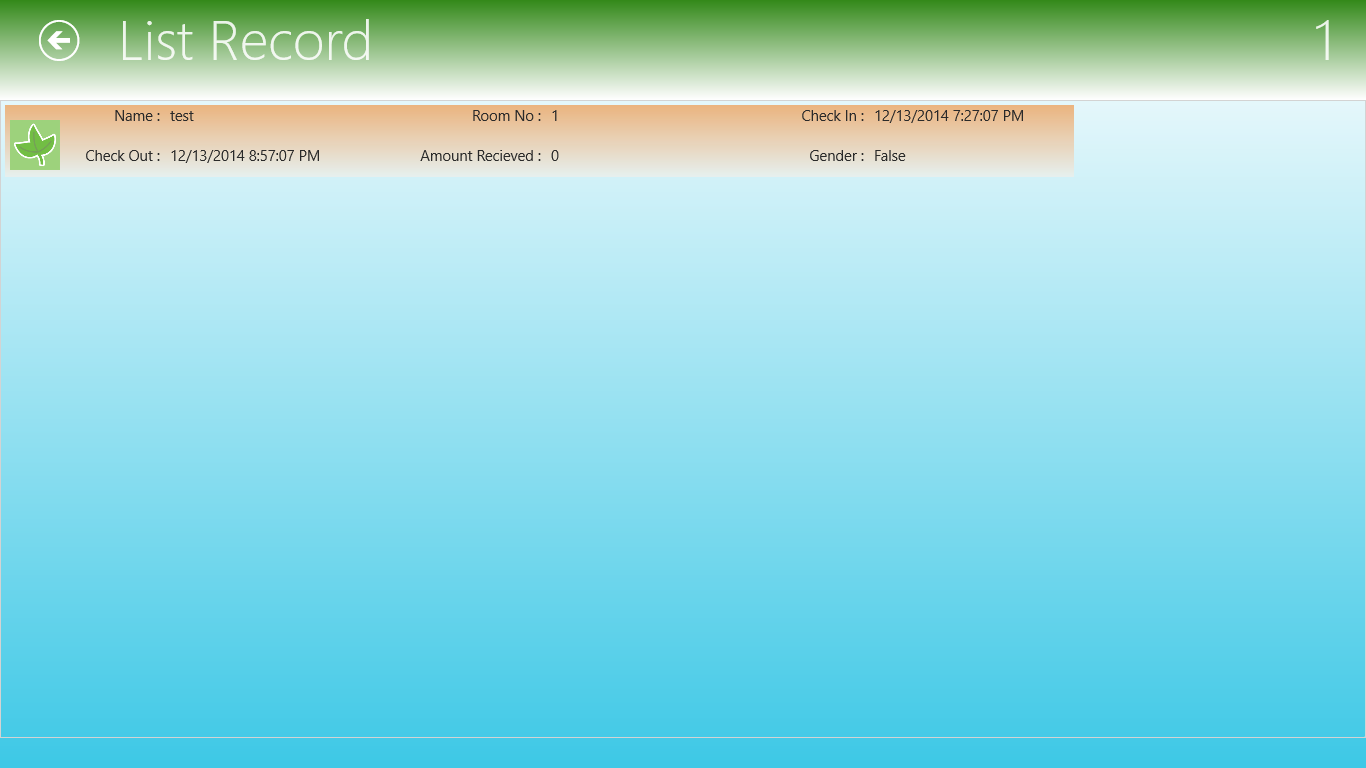 List Record 1
Name : test Room No : 1 Check In : 12/13/2014 7:27:07 PM
Check Out : 12/13/2014 8:57:07 PM Amount Recieved : 0 Gender : False